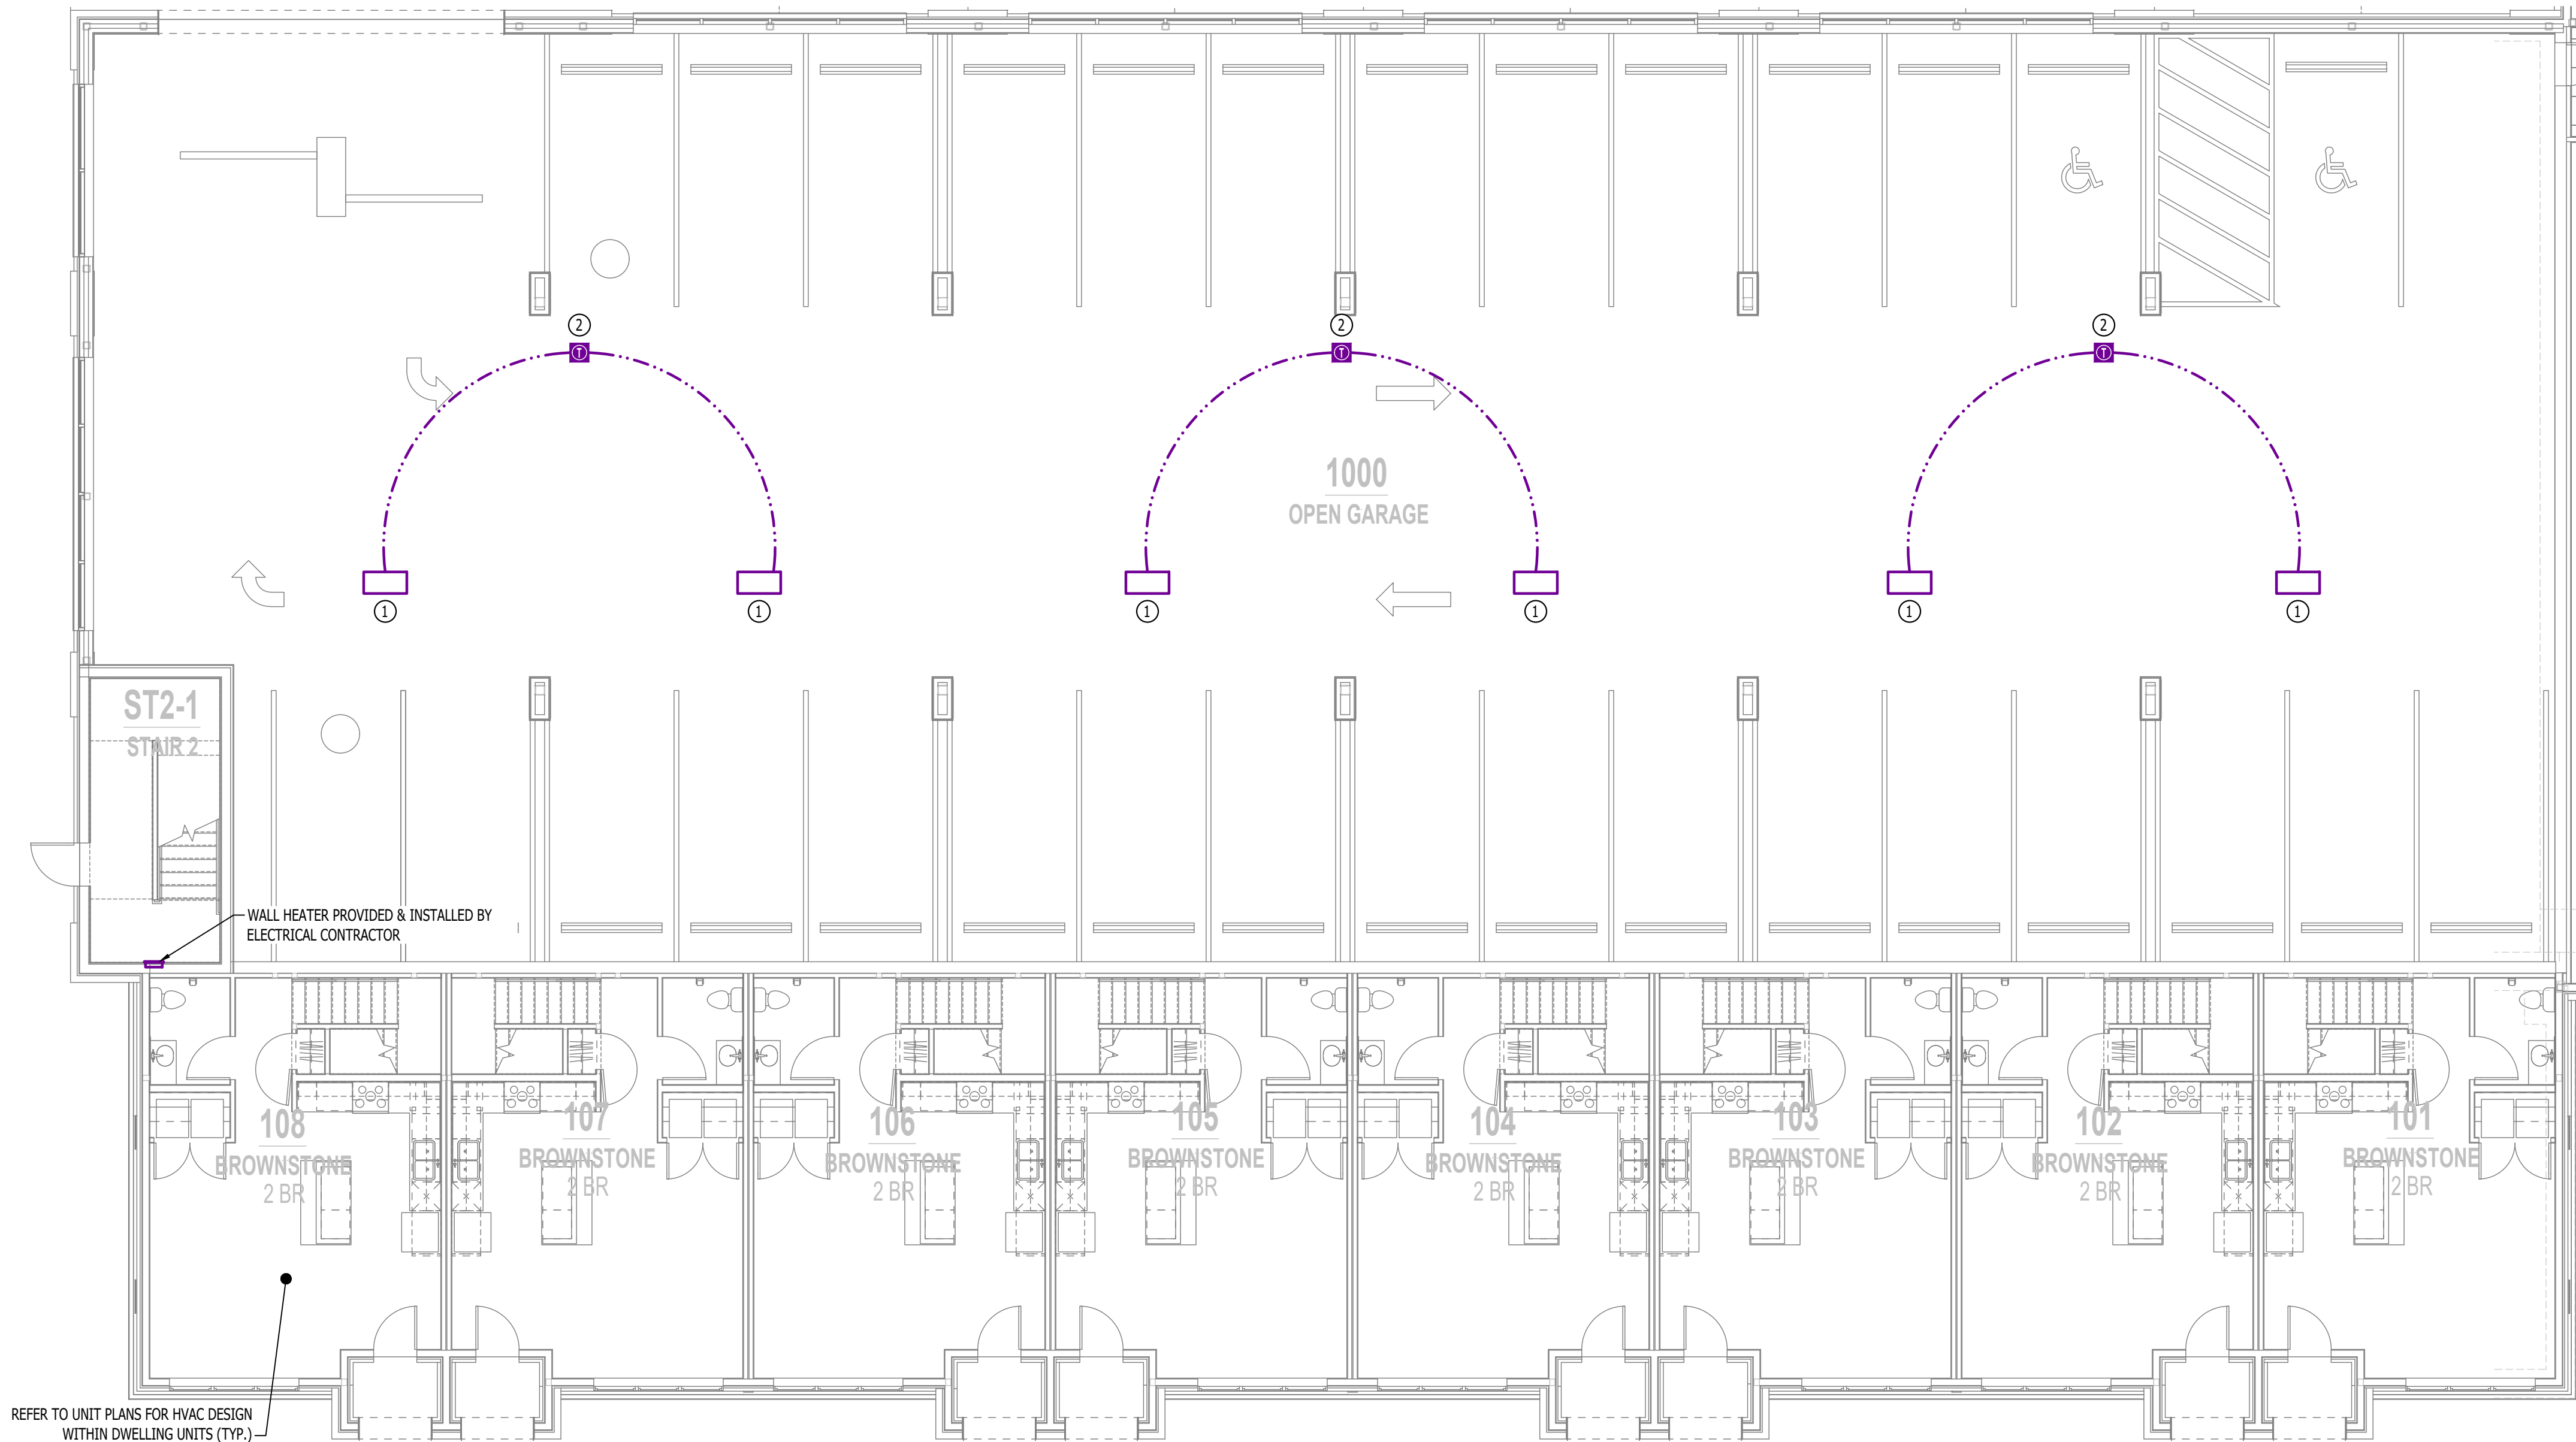 2
2
2
T
T
T
1000
OPEN GARAGE
1
1
1
1
1
1
ST2-1
STAIR 2
WALL HEATER PROVIDED & INSTALLED BY
ELECTRICAL CONTRACTOR
108
BROWNSTONE
2 BR
107
BROWNSTONE
2 BR
106
BROWNSTONE
2 BR
105
BROWNSTONE
2 BR
104
BROWNSTONE
2 BR
103
BROWNSTONE
2 BR
102
BROWNSTONE
2 BR
101
BROWNSTONE
2 BR
REFER TO UNIT PLANS FOR HVAC DESIGN
WITHIN DWELLING UNITS (TYP.)